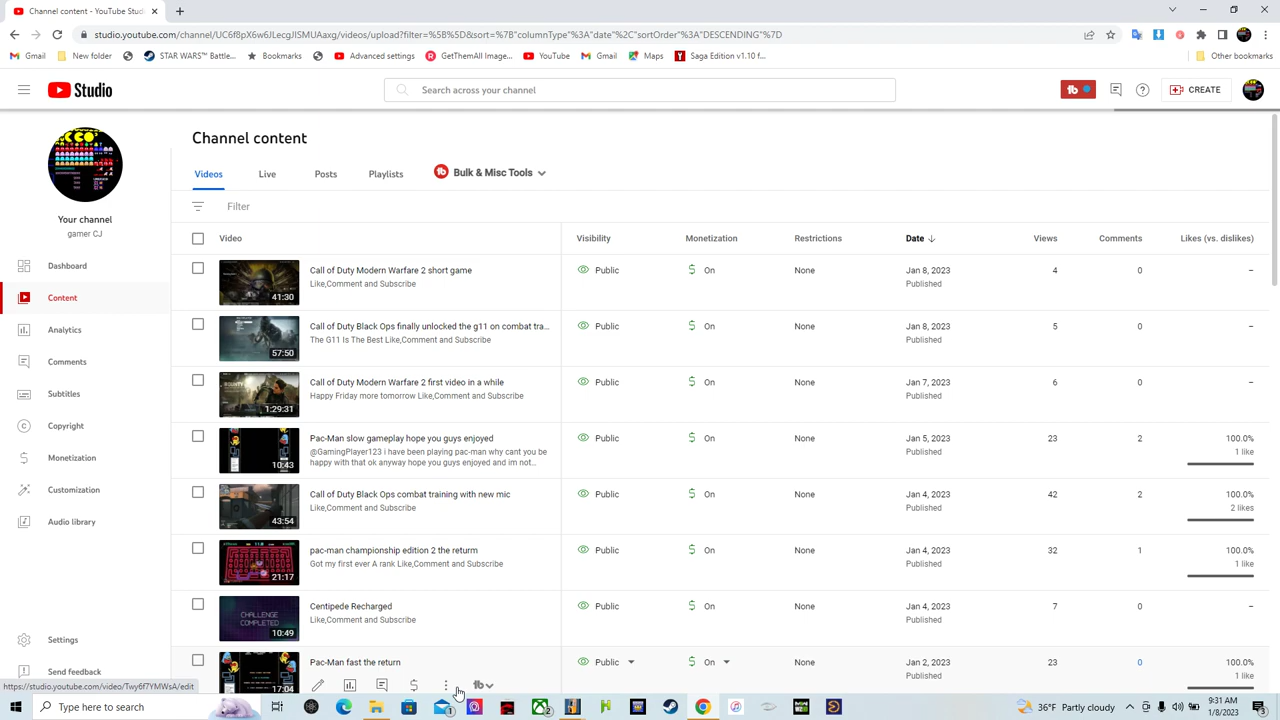 Channel content - YouTube Studi
studio.youtube.com/channel/UC6f8pX6w6JLecgJISMUAaxg/videos/upload?filter=%5B%5D&sort=%7B"columnType"%3A"date"%2C"sortOrder"%3A"DESCENDING"%7D
Gmail New folder STAR WARS™ Battle... Bookmarks Advanced settings GetThemAll Image... YouTube Gmail Maps Saga Edition v1.10 f... Other bookmarks
Studio Search across your channel CREATE
Channel content
Videos Live Posts Playlists Bulk & Misc Tools
Filter
Your channel
gamer CJ
Dashboard
Content
Analytics
Comments
Subtitles
Copyright
Monetization
Customization
Audio library
Settings
Send feedback
Video Visibility Monetization Restrictions Date Views Comments Likes (vs. dislikes)
Call of Duty Modern Warfare 2 short game Public On None Jan 8, 2023 4 0 –
Like,Comment and Subscribe Published
41:30
Call of Duty Black Ops finally unlocked the g11 on combat tra... Public On None Jan 8, 2023 5 0 –
The G11 Is The Best Like,Comment and Subscribe Published
57:50
Call of Duty Modern Warfare 2 first video in a while Public On None Jan 7, 2023 6 0 –
Happy Friday more tomorrow Like,Comment and Subscribe Published
1:29:31
Pac-Man slow gameplay hope you guys enjoyed Public On None Jan 5, 2023 23 2 100.0%
@GamingPlayer123 i have been playing pac-man why cant you be Published 1 like
happy with that ok anyway hope you guys enjoyed and im not...
10:43
Call of Duty Black Ops combat training with new mic Public On None Jan 4, 2023 42 2 100.0%
Like,Comment and Subscribe Published 2 likes
43:54
Championship Edition 2 the return Public On None Jan 4, 2023 100.0%
my first ever A rank Like,Comment and Subscribe Published 1 like
21:17
Centipede Recharged Public On None Jan 4, 2023 9 0 –
Like,Comment and Subscribe Published
CHALLENGE
COMPLETED
10:49
Pac-Man fast the return Public On None Jan 2, 2023 100.0%
Published 1 like
17:04
Type here to search
36°F Partly cloudy
9:31 AM
1/8/2023